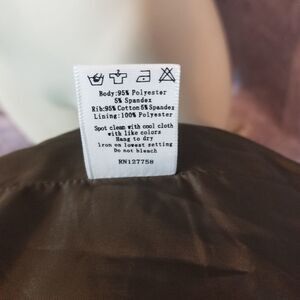 Body:95% Polyester
5% Spandex
Rib:95% Cotton 5% Spandex
Lining:100% Polyester
Spot clean with cool cloth
with like colors
Hang to dry
iron on lowest setting
Do not bleach
RN127758